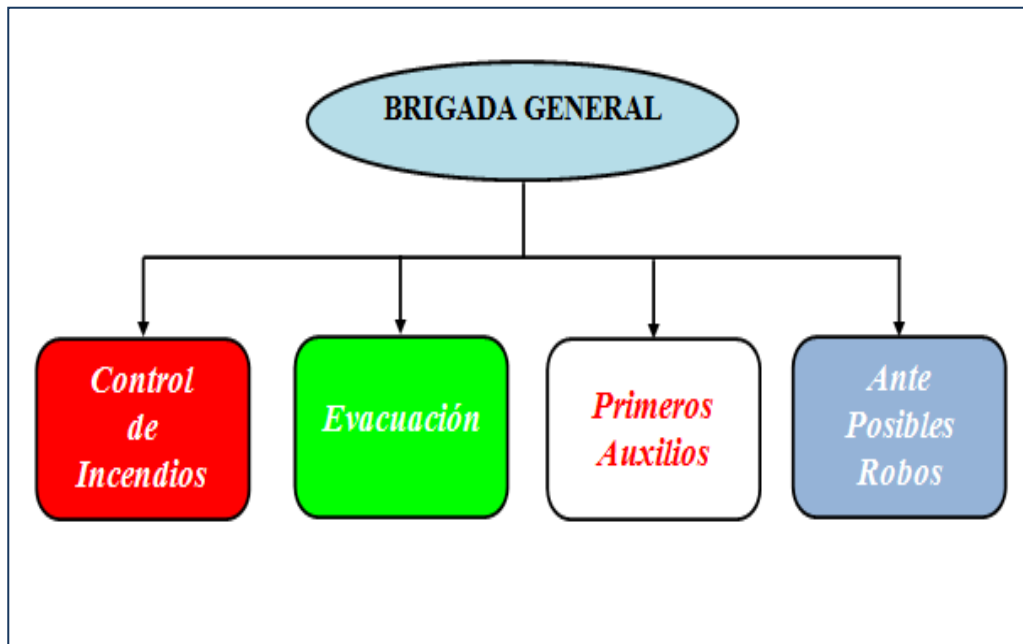 BRIGADA GENERAL
Control
de
Incendios
Evacuación
Primeros
Auxilios
Ante
Posibles
Robos